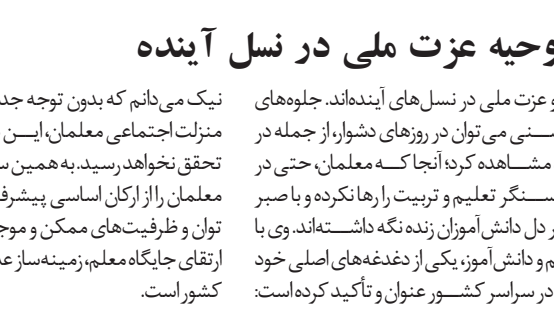 وحیه عزت ملی در نسل آینده
و عزت ملی در نسل‌های آینده‌اند. جلوه‌های
سنی می‌توان در روزهای دشوار، از جمله در
مشاهده کرد؛ آنجا که معلمان، حتی در
سنگر تعلیم و تربیت را رها نکرده و با صبر
ر دل دانش‌آموزان زنده نگه داشته‌اند. وی با
م و دانش‌آموز، یکی از دغدغه‌های اصلی خود
در سراسر کشور عنوان و تأکید کرده است:
نیک می‌دانم که بدون توجه جد
منزلت اجتماعی معلمان، این
تحقق نخواهد رسید. به همین س
معلمان را از ارکان اساسی پیشرف
توان و ظرفیت‌های ممکن و موج
ارتقای جایگاه معلم، زمینه‌ساز عد
کشور است.